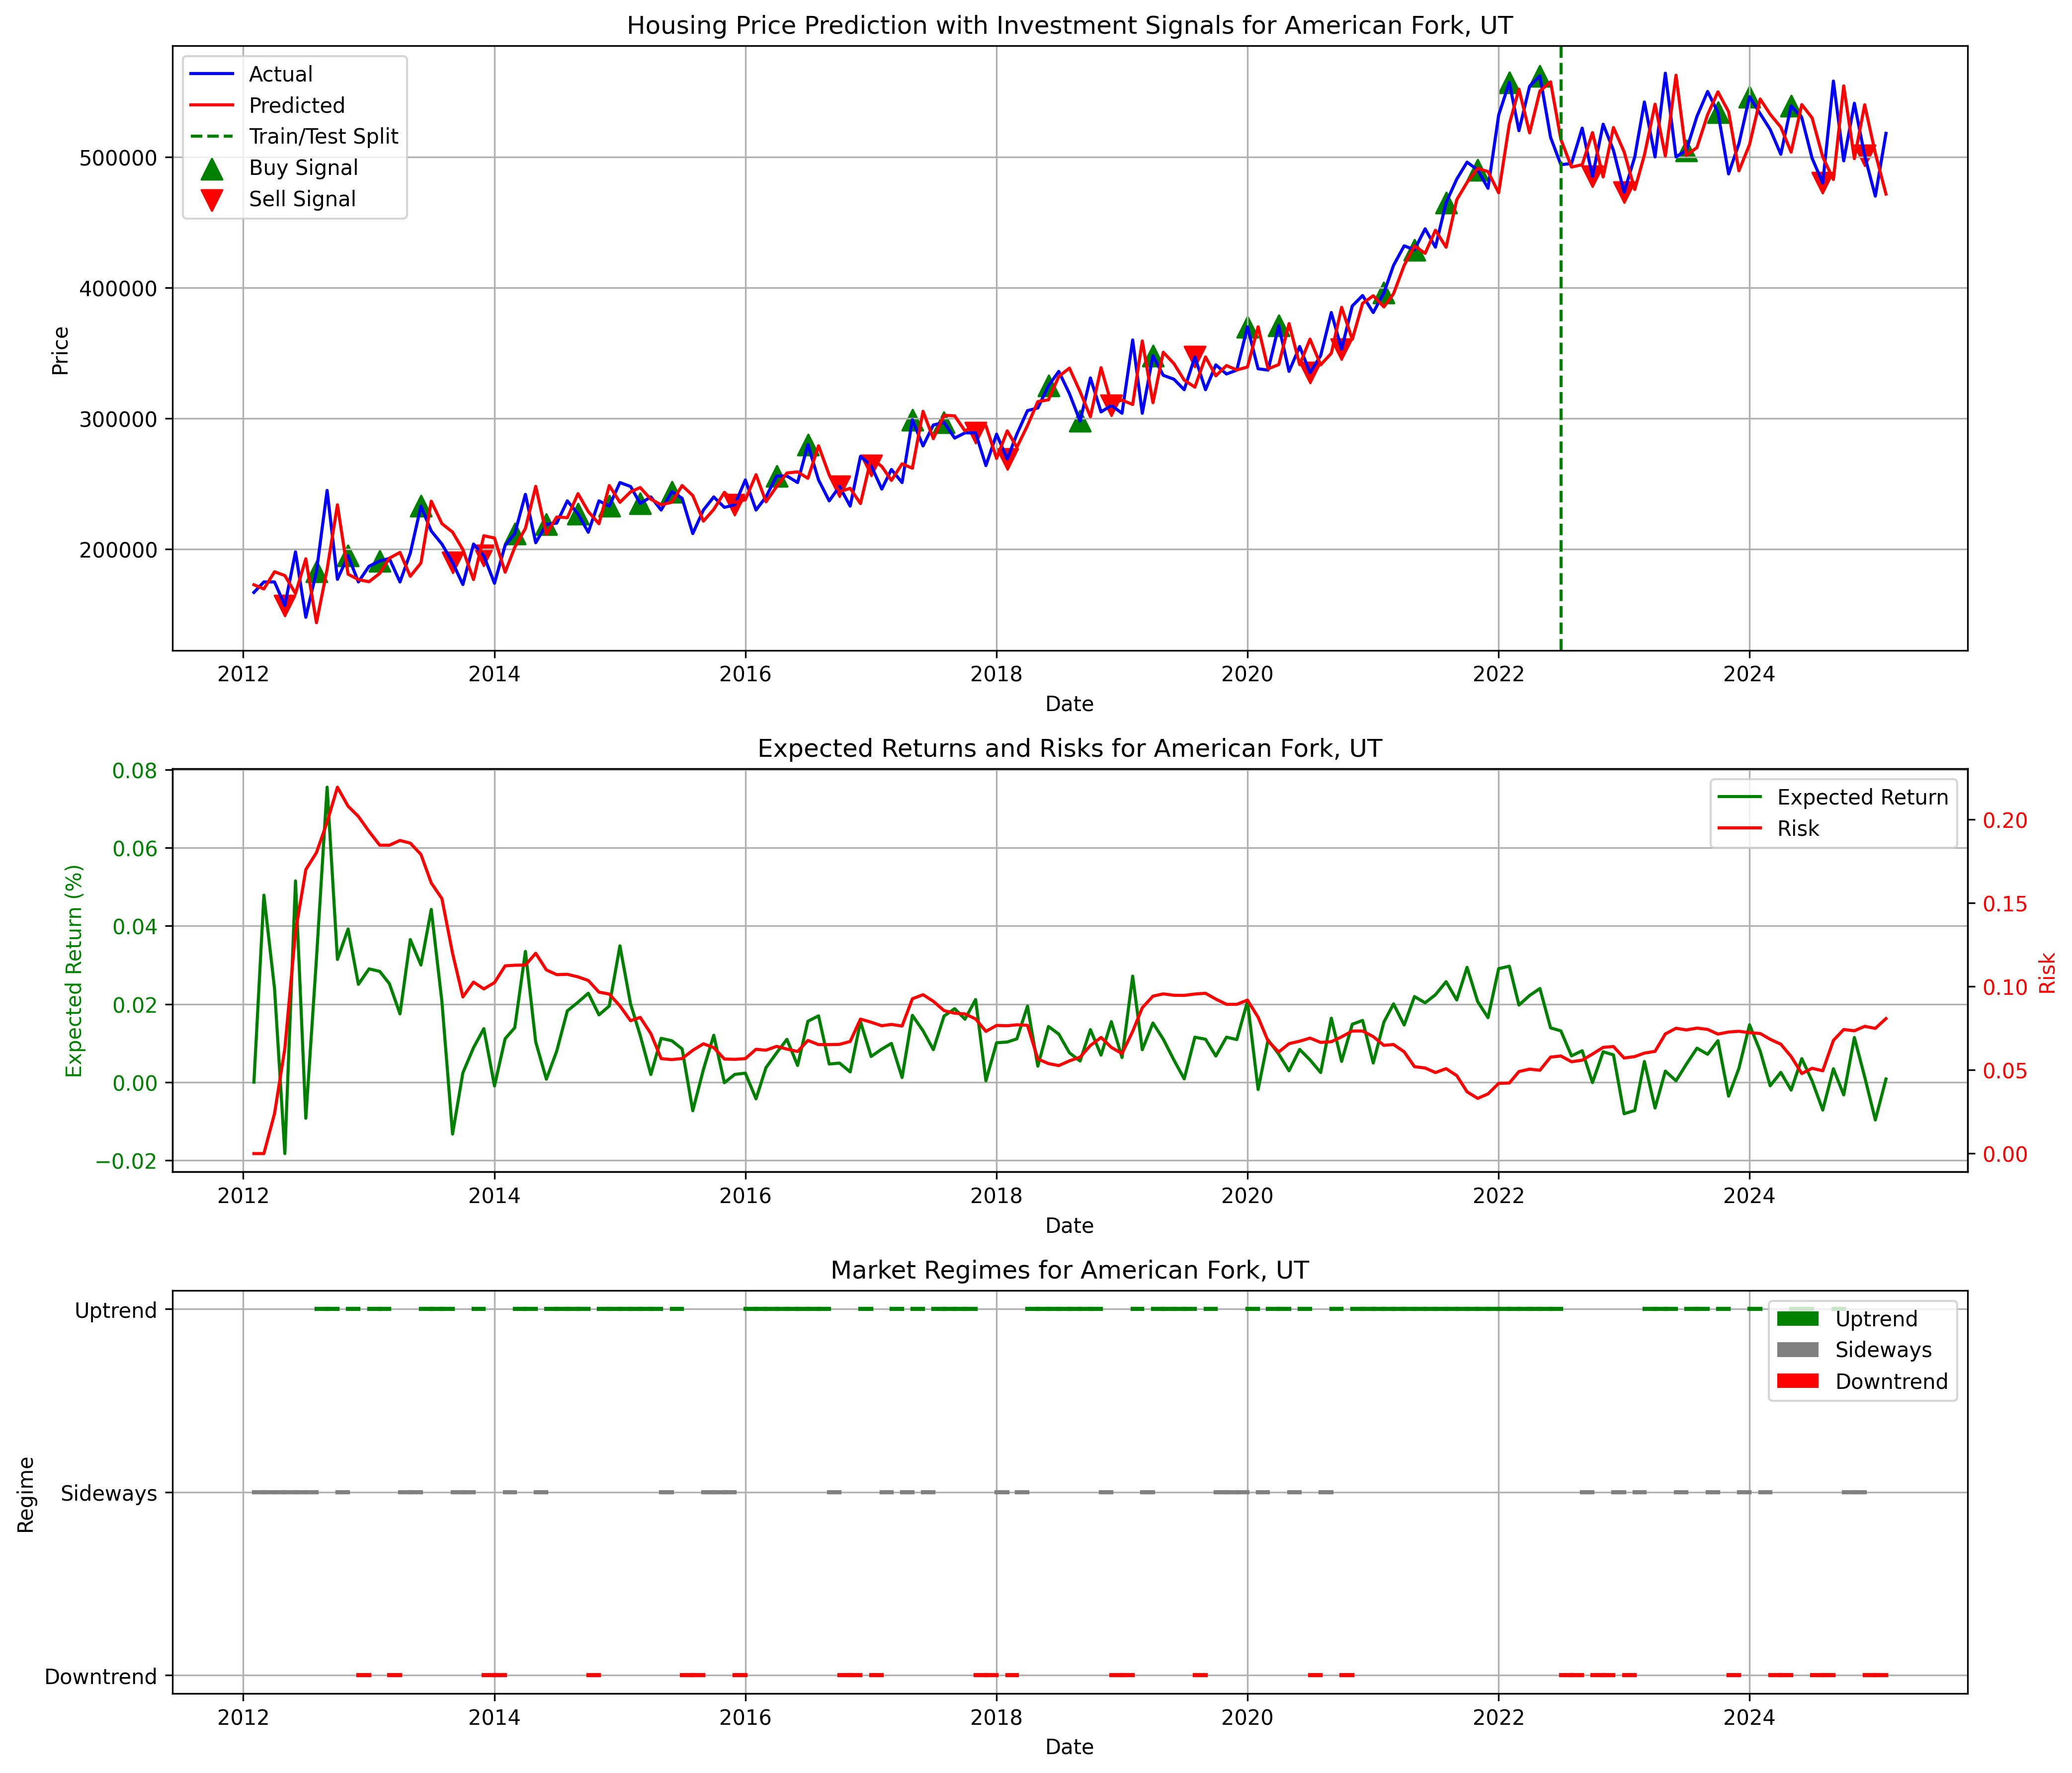 Housing Price Prediction with Investment Signals for American Fork, UT
Actual
Predicted
Train/Test Split
Buy Signal
Sell Signal
500000
400000
300000
200000
Price
2012 2014 2016 2018 2020 2022 2024
Date
Expected Returns and Risks for American Fork, UT
Expected Return
Risk
0.08
0.06
0.04
0.02
0.00
−0.02
Expected Return (%)
0.20
0.15
0.10
0.05
0.00
Risk
2012 2014 2016 2018 2020 2022 2024
Date
Market Regimes for American Fork, UT
Uptrend
Sideways
Downtrend
Uptrend
Sideways
Downtrend
Regime
2012 2014 2016 2018 2020 2022 2024
Date